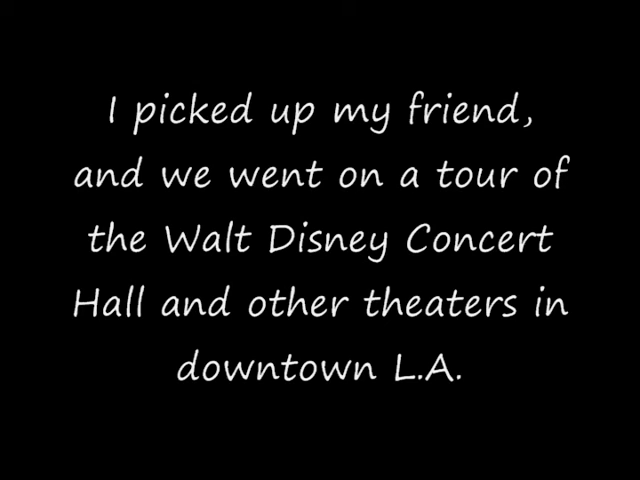 I picked up my friend,
and we went on a tour of
the Walt Disney Concert
Hall and other theaters in
downtown L.A.